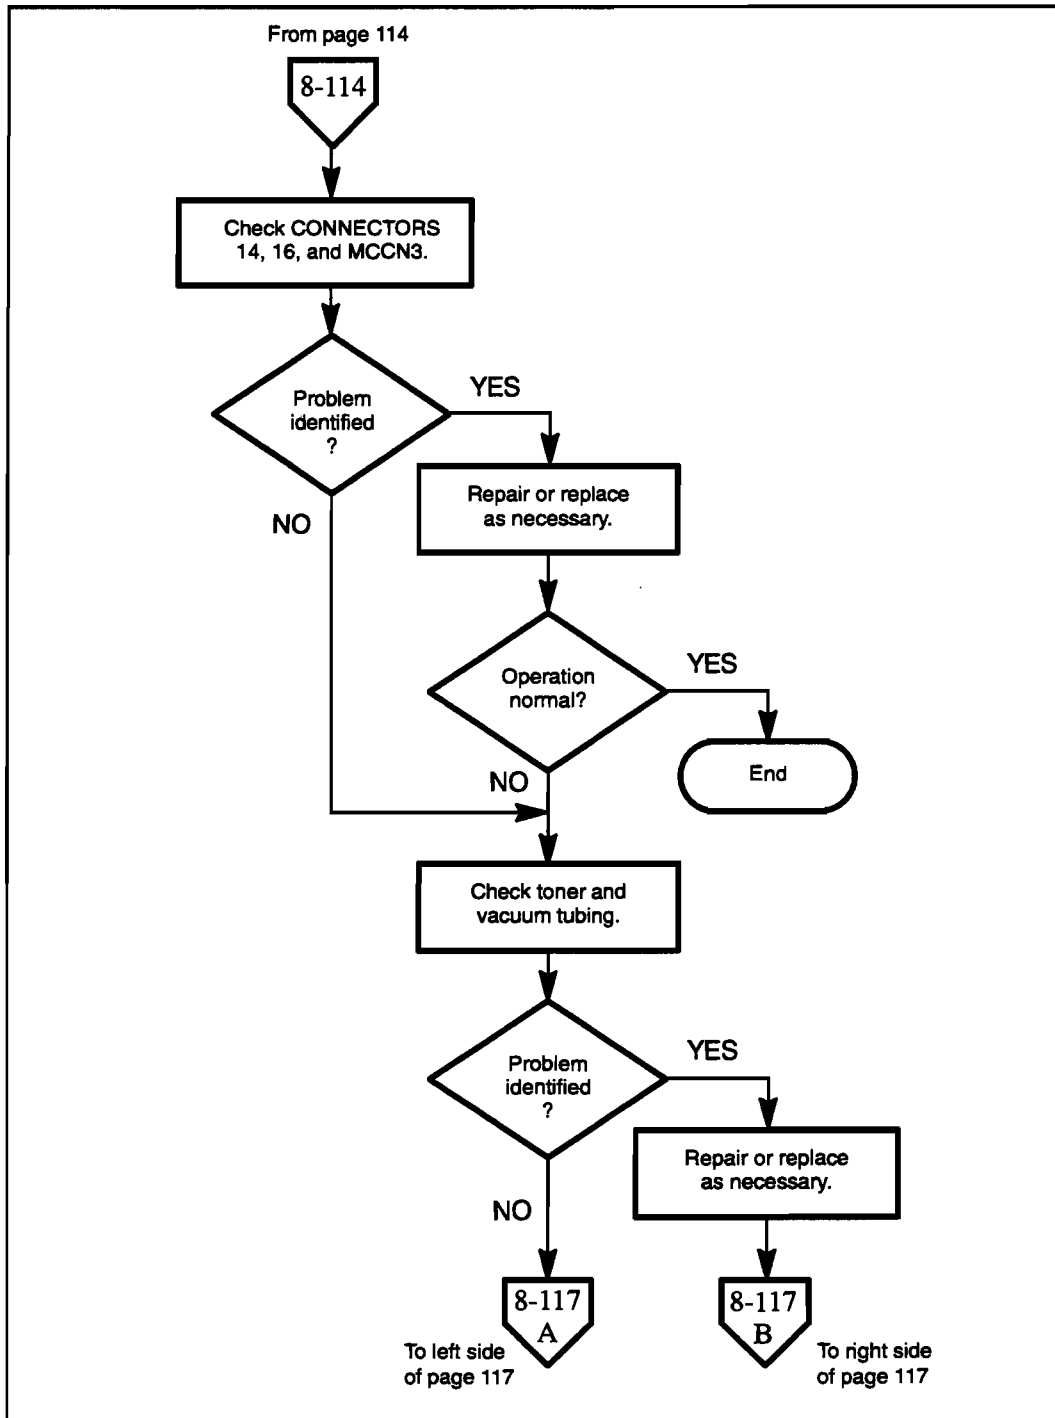 From page 114
8-114
Check CONNECTORS
14, 16, and MCCN3.
Problem
identified
?
YES
NO
Repair or replace
as necessary.
Operation
normal?
YES
NO
End
Check toner and
vacuum tubing.
Problem
identified
?
YES
NO
Repair or replace
as necessary.
8-117
A
To left side
of page 117
8-117
B
To right side
of page 117